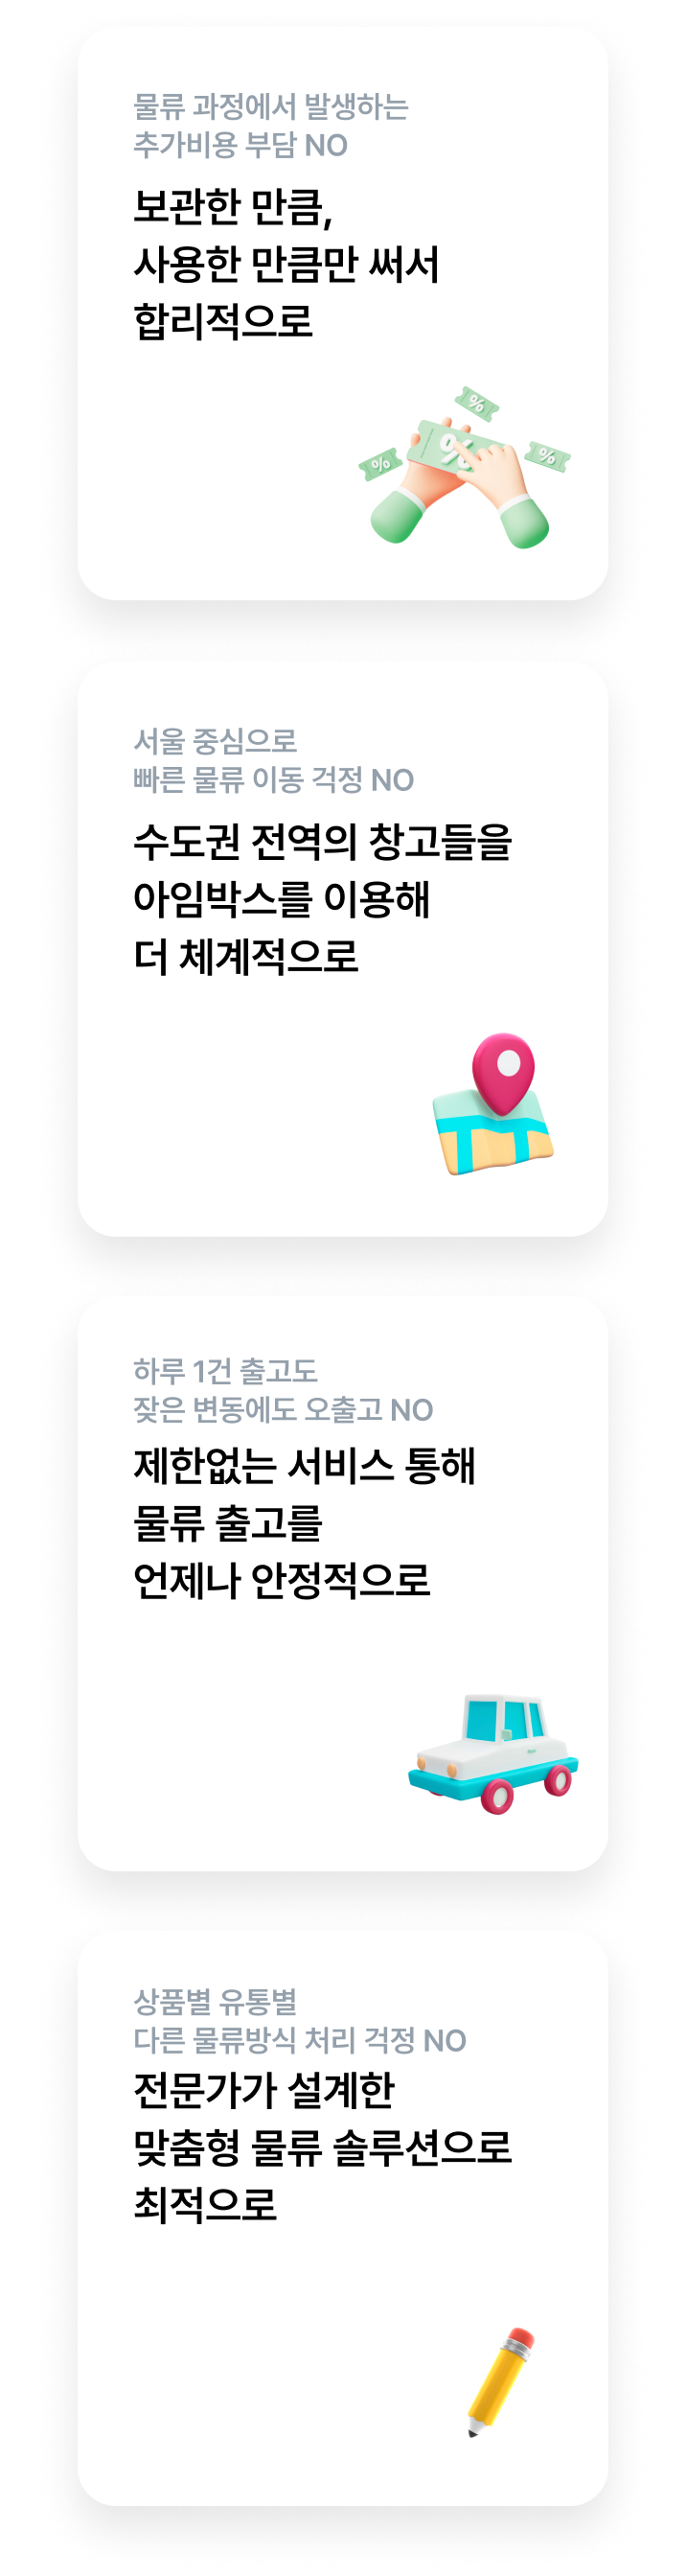 물류 과정에서 발생하는
추가비용 부담 NO
보관한 만큼,
사용한 만큼만 써서
합리적으로
%
%
%
%
서울 중심으로
빠른 물류 이동 걱정 NO
수도권 전역의 창고들을
아임박스를 이용해
더 체계적으로
하루 1건 출고도
잦은 변동에도 오출고 NO
제한없는 서비스 통해
물류 출고를
언제나 안정적으로
상품별 유통별
다른 물류방식 처리 걱정 NO
전문가가 설계한
맞춤형 물류 솔루션으로
최적으로